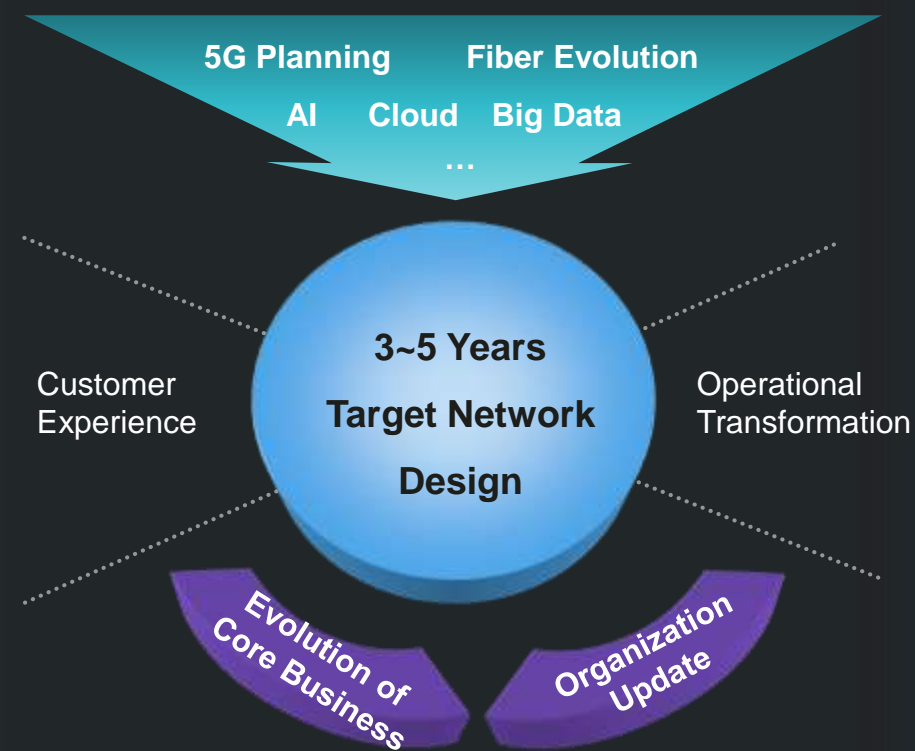 5G Planning Fiber Evolution
AI Cloud Big Data
...
3~5 Years
Target Network
Design
Customer
Experience
Operational
Transformation
Evolution of
Core Business
Organization
Update